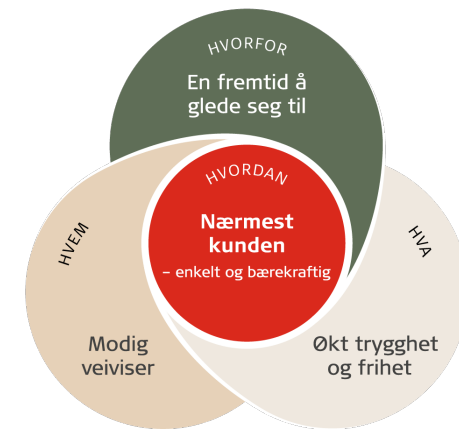 HVORFOR
En fremtid å
glede seg til
HVORDAN
Nærmest
kunden
– enkelt og bærekraftig
HVEM
Modig
veiviser
HVA
Økt trygghet
og frihet